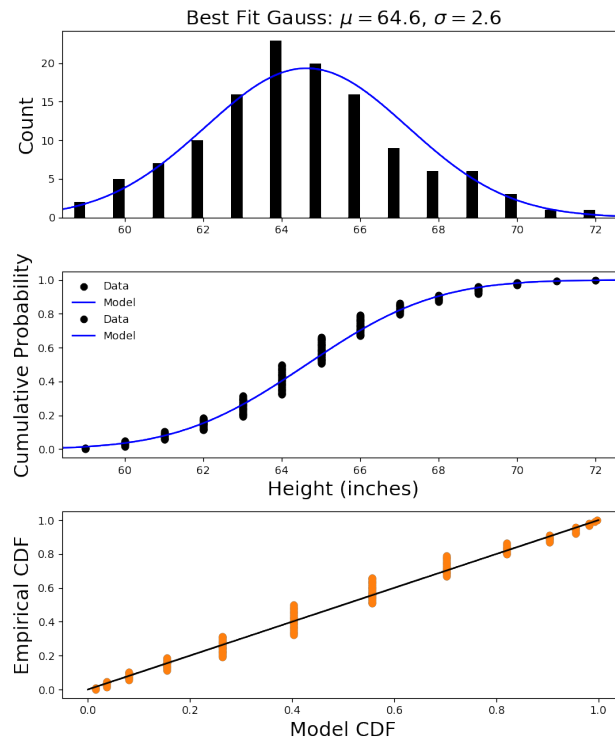 Best Fit Gauss: μ = 64.6, σ = 2.6
Count
20
15
10
5
0
60 62 64 66 68 70 72
Cumulative Probability
1.0
0.8
0.6
0.4
0.2
0.0
Data
Model
Data
Model
60 62 64 66 68 70 72
Height (inches)
Empirical CDF
1.0
0.8
0.6
0.4
0.2
0.0
0.0 0.2 0.4 0.6 0.8 1.0
Model CDF